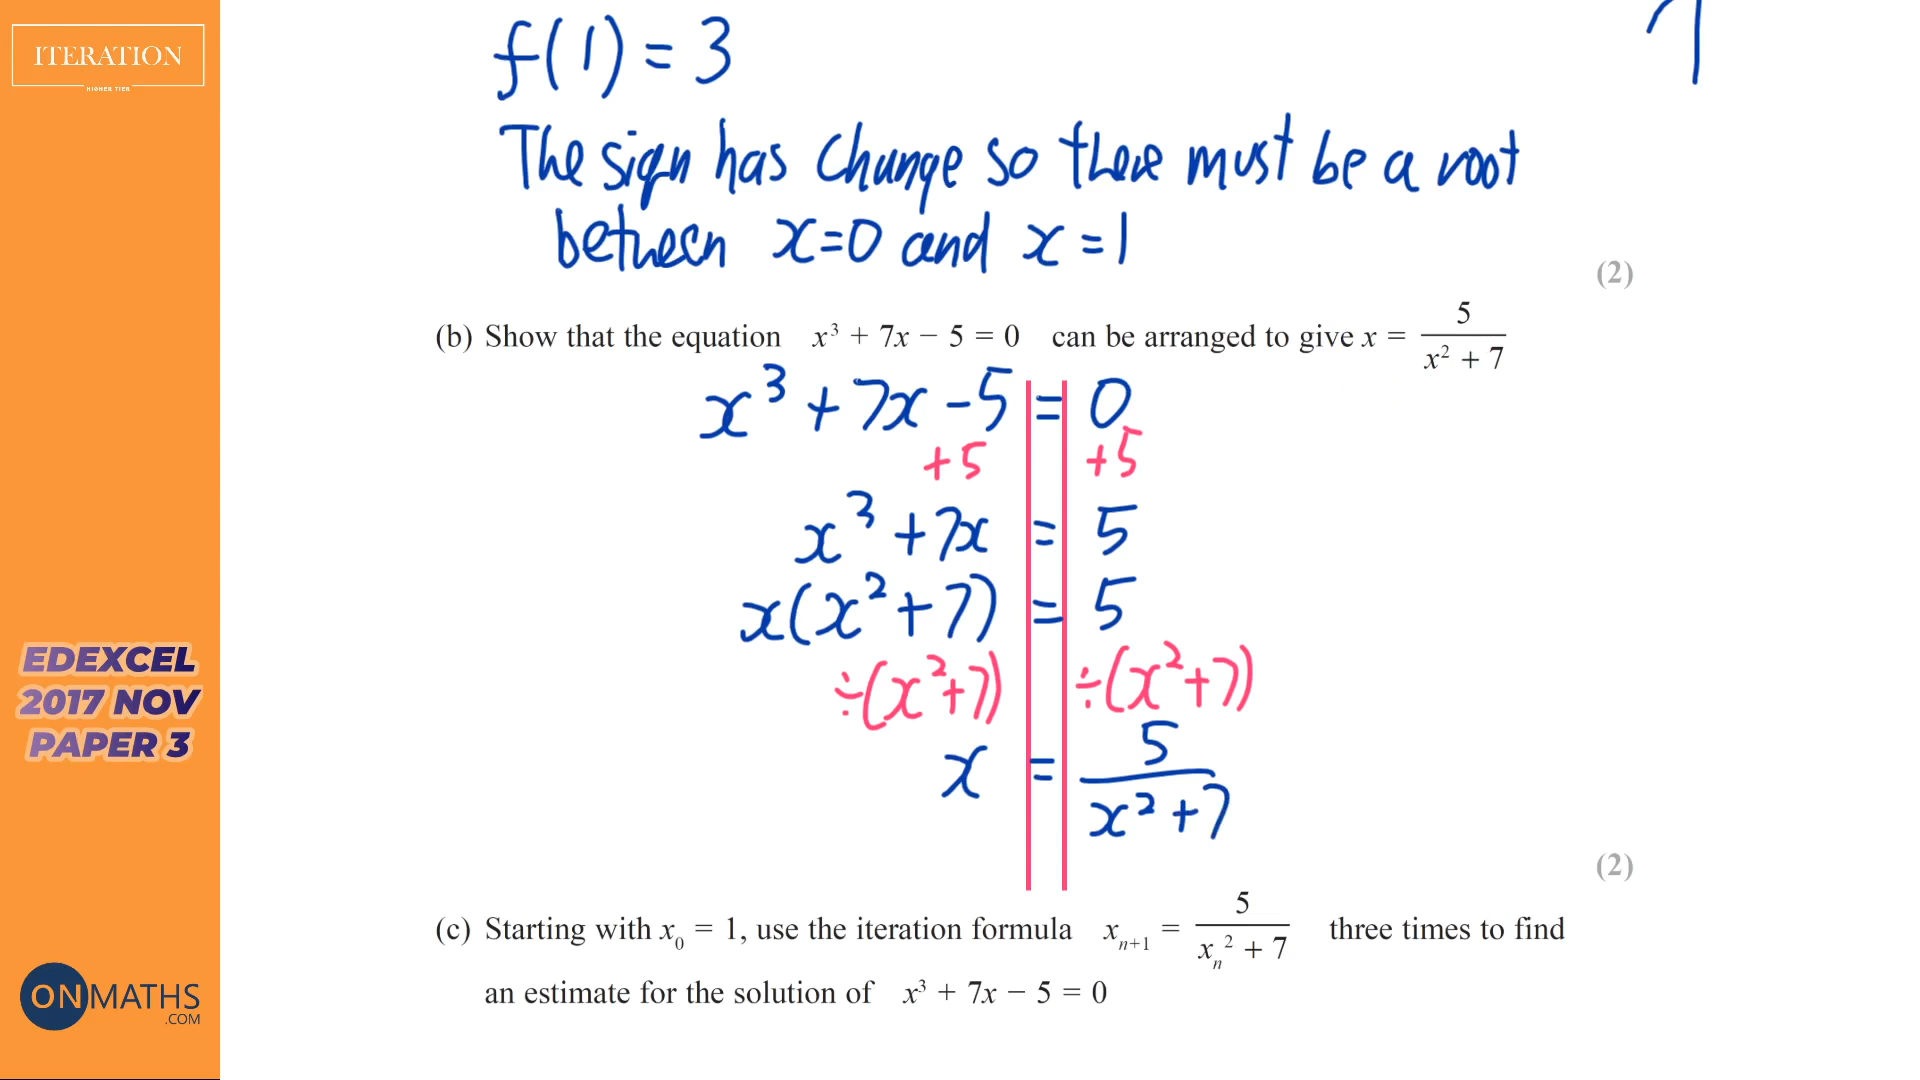 ITERATION
HIGHER TIER
f(1) = 3
The sign has change so there must be a root
between x=0 and x=1
(2)
(b) Show that the equation x³ + 7x − 5 = 0 can be arranged to give x = 5/(x² + 7)
x³ + 7x − 5 = 0
+5 +5
x³ + 7x = 5
x(x² + 7) = 5
÷(x²+7) ÷(x²+7)
x = 5/(x² + 7)
(2)
(c) Starting with x₀ = 1, use the iteration formula xₙ₊₁ = 5/(xₙ² + 7) three times to find
an estimate for the solution of x³ + 7x − 5 = 0
EDEXCEL
2017 NOV
PAPER 3
ONMATHS
.COM